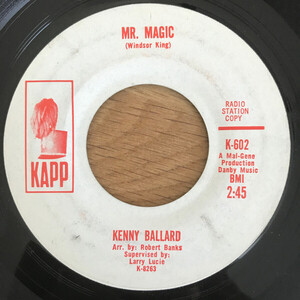 MR. MAGIC
(Windsor King)
RADIO
STATION
COPY
KAPP
K-602
A Mal-Gene
Production
Danby Music
BMI
2:45
KENNY BALLARD
Arr. by: Robert Banks
Supervised by:
Larry Lucie
K-8263